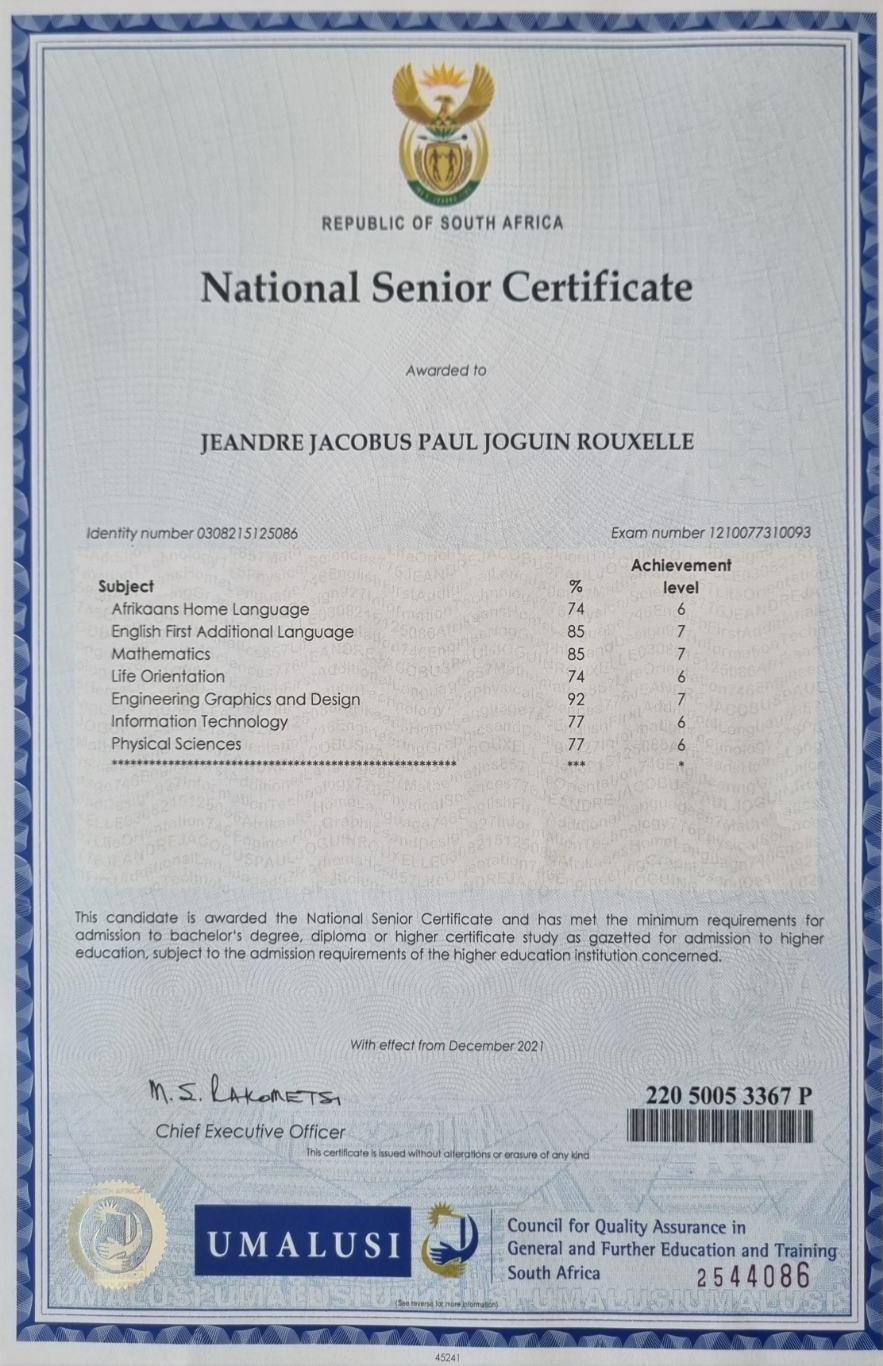 REPUBLIC OF SOUTH AFRICA
National Senior Certificate
Awarded to
JEANDRE JACOBUS PAUL JOGUIN ROUXELLE
Identity number 0308215125086 Exam number 1210077310093
Subject % Achievement level
Afrikaans Home Language 74 6
English First Additional Language 85 7
Mathematics 85 7
Life Orientation 74 6
Engineering Graphics and Design 92 7
Information Technology 77 6
Physical Sciences 77 6
This candidate is awarded the National Senior Certificate and has met the minimum requirements for
admission to bachelor's degree, diploma or higher certificate study as gazetted for admission to higher
education, subject to the admission requirements of the higher education institution concerned.
With effect from December 2021
M.S. RAKOMETSI
220 5005 3367 P
Chief Executive Officer
This certificate is issued without alterations or erasure of any kind
UMALUSI
Council for Quality Assurance in
General and Further Education and Training
South Africa 2544086
(See reverse for more information)
45241